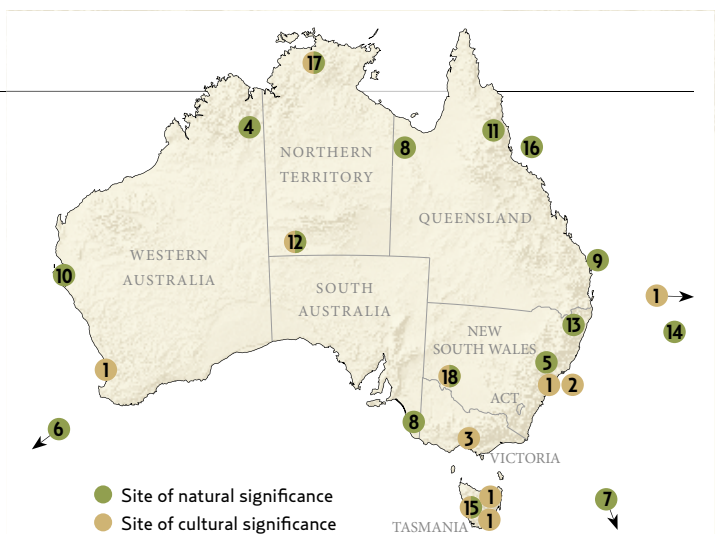 17
4
11
16
8
NORTHERN
TERRITORY
QUEENSLAND
12
WESTERN
AUSTRALIA
9
10
SOUTH
AUSTRALIA
1
13
14
NEW
SOUTH WALES
5
1
18
1
2
ACT
8
6
3
VICTORIA
Site of natural significance
1
7
15
Site of cultural significance
TASMANIA
1